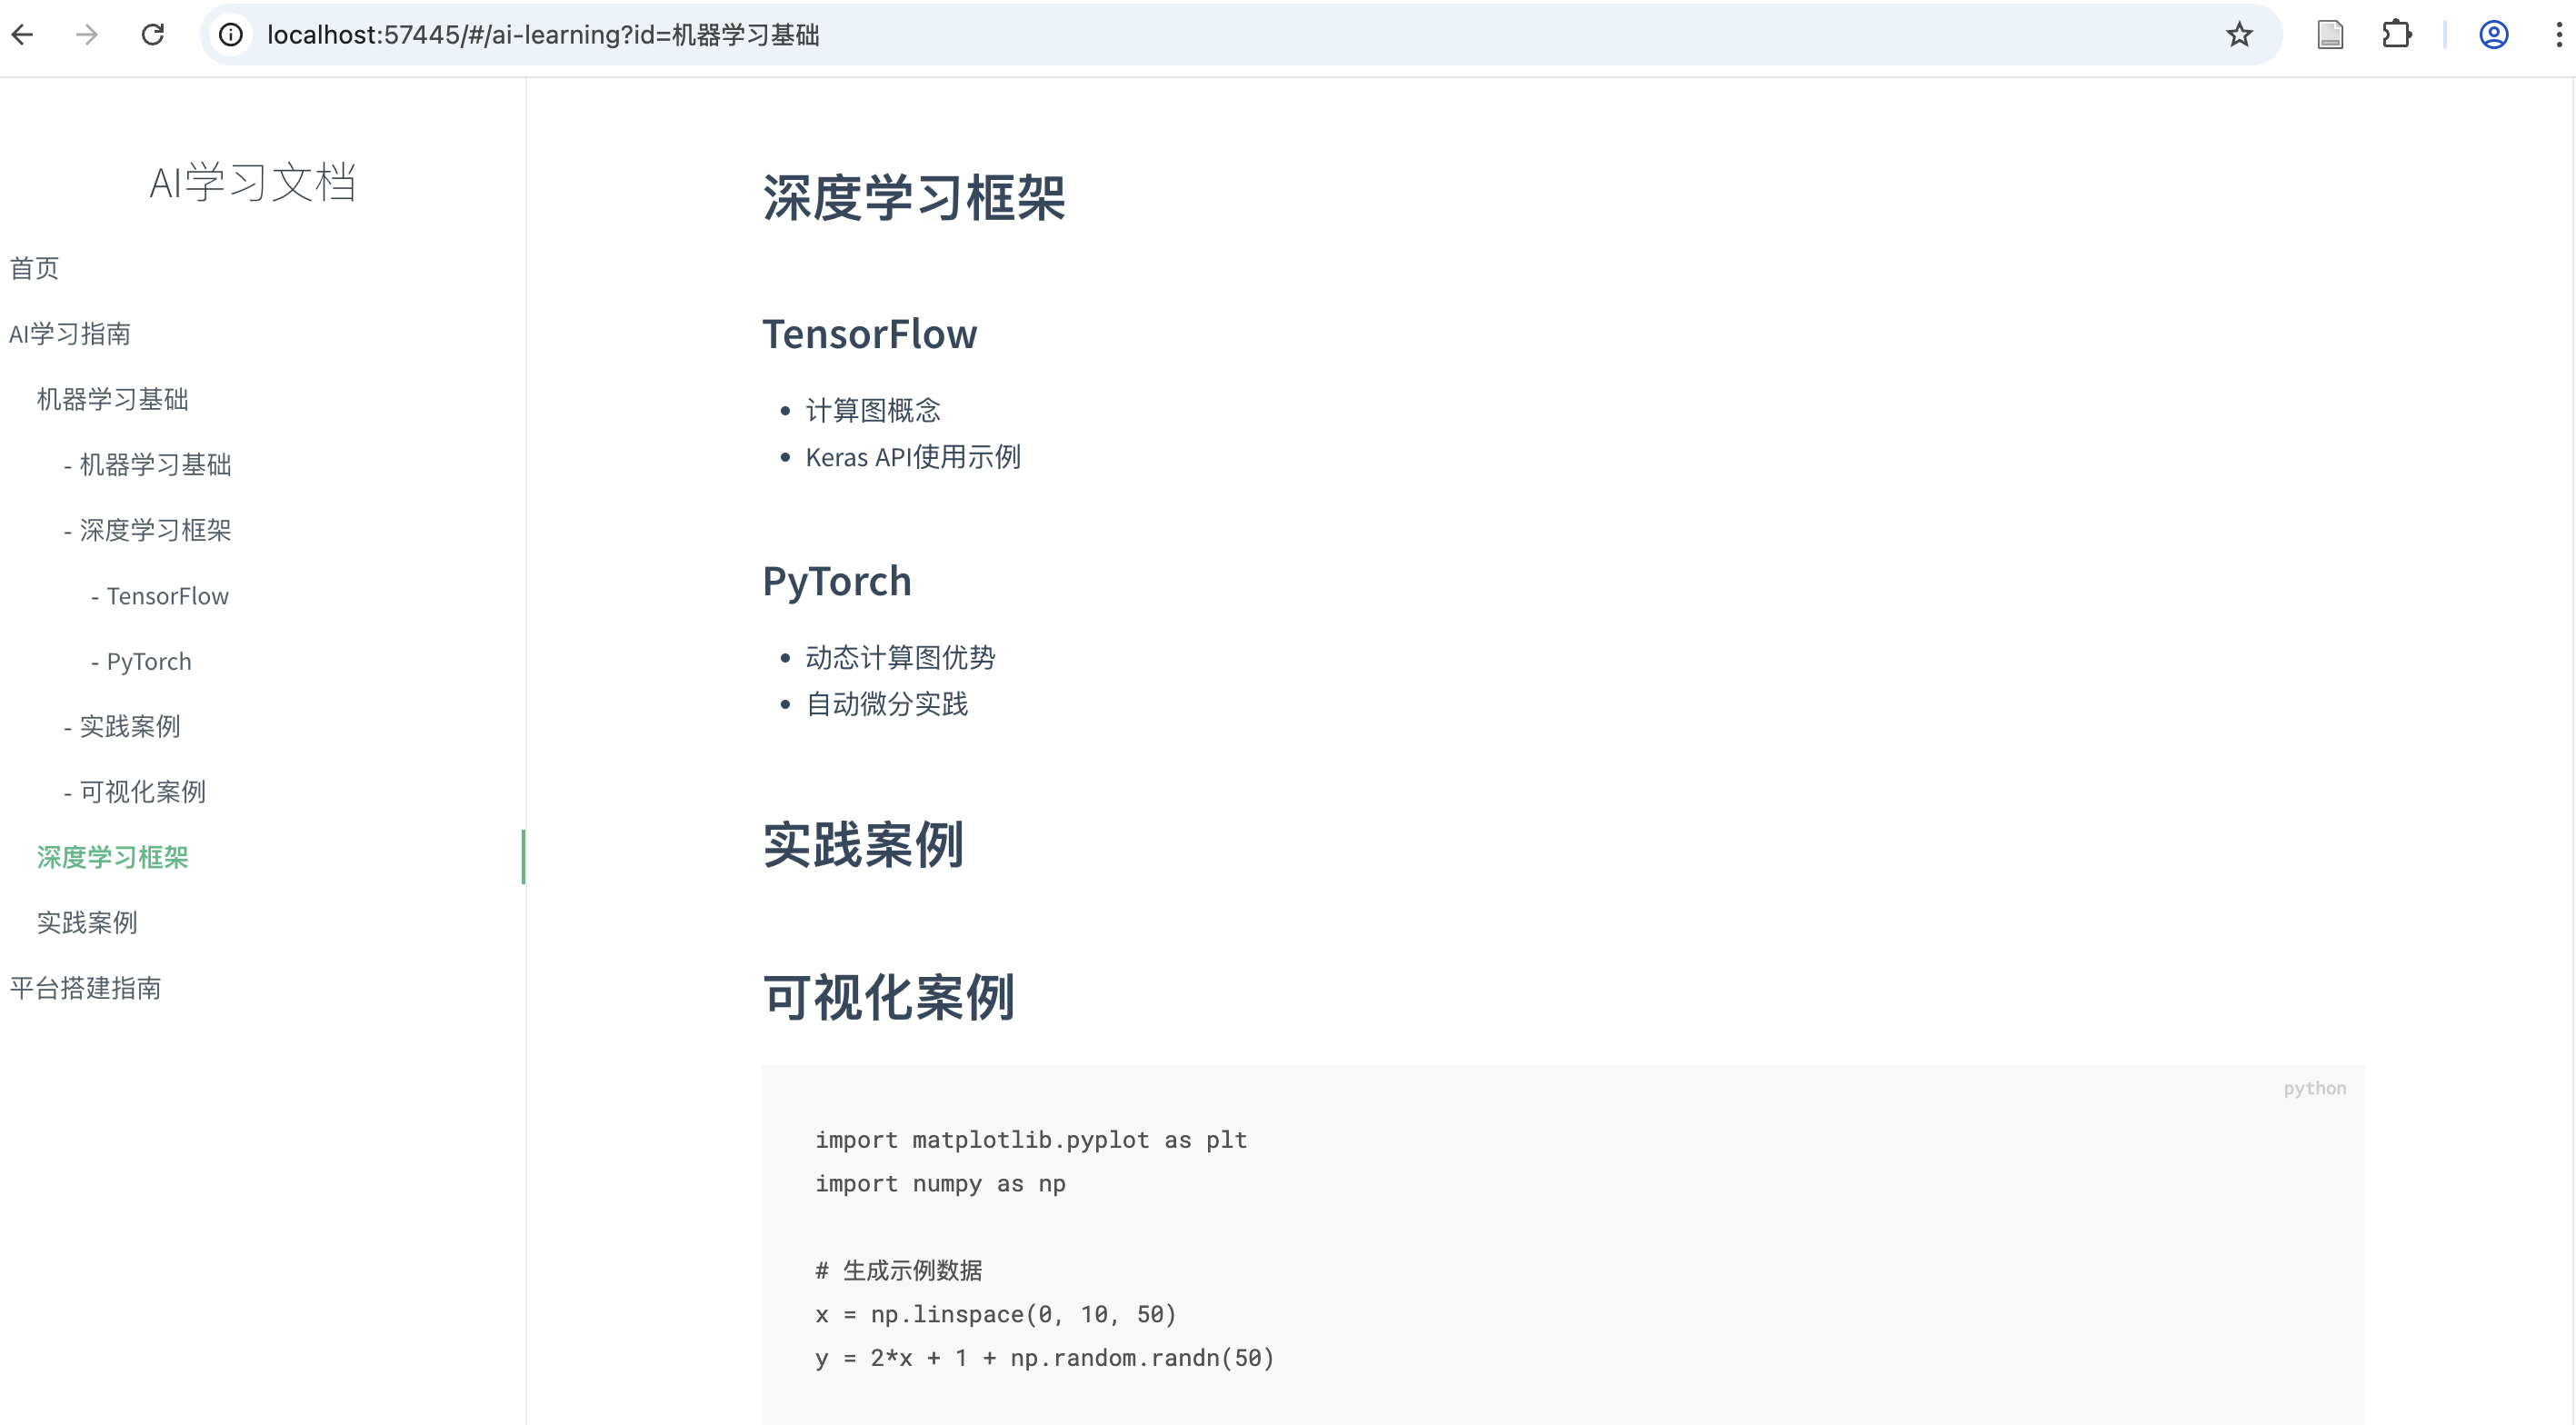 localhost:57445/#/ai-learning?id=机器学习基础
AI学习文档
首页
AI学习指南
机器学习基础
- 机器学习基础
- 深度学习框架
- TensorFlow
- PyTorch
- 实践案例
- 可视化案例
深度学习框架
实践案例
平台搭建指南
深度学习框架
TensorFlow
• 计算图概念
• Keras API使用示例
PyTorch
• 动态计算图优势
• 自动微分实践
实践案例
可视化案例
python
import matplotlib.pyplot as plt
import numpy as np
# 生成示例数据
x = np.linspace(0, 10, 50)
y = 2*x + 1 + np.random.randn(50)